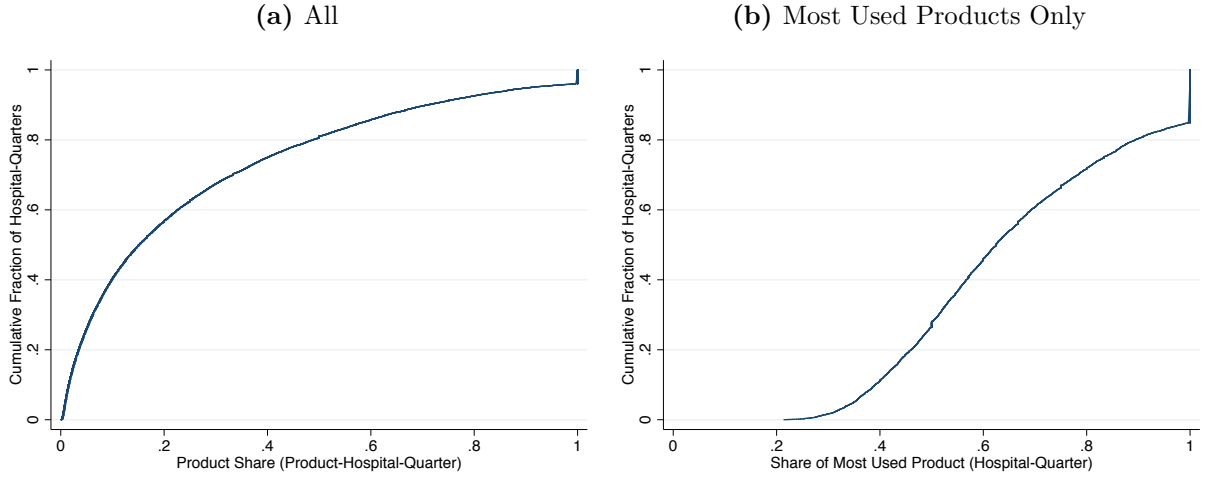 (a) All
Cumulative Fraction of Hospital-Quarters
1
.8
.6
.4
.2
0
0 .2 .4 .6 .8 1
Product Share (Product-Hospital-Quarter)
(b) Most Used Products Only
Cumulative Fraction of Hospital-Quarters
1
.8
.6
.4
.2
0
0 .2 .4 .6 .8 1
Share of Most Used Product (Hospital-Quarter)